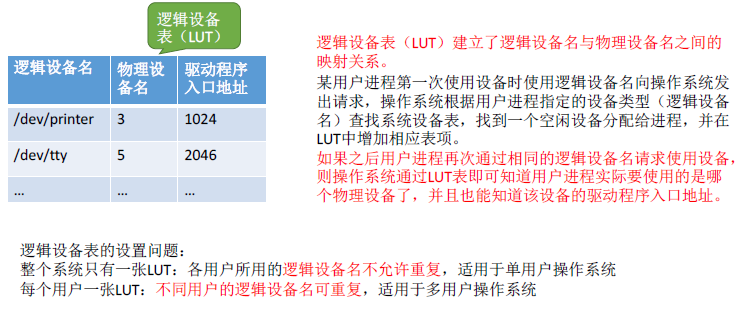 逻辑设备
表（LUT）
逻辑设备名 物理设备名 驱动程序入口地址
/dev/printer 3 1024
/dev/tty 5 2046
… … …
逻辑设备表（LUT）建立了逻辑设备名与物理设备名之间的
映射关系。
某用户进程第一次使用设备时使用逻辑设备名向操作系统发
出请求，操作系统根据用户进程指定的设备类型（逻辑设备
名）查找系统设备表，找到一个空闲设备分配给进程，并在
LUT中增加相应表项。
如果之后用户进程再次通过相同的逻辑设备名请求使用设备，
则操作系统通过LUT表即可知道用户进程实际要使用的是哪
个物理设备了，并且也能知道该设备的驱动程序入口地址。
逻辑设备表的设置问题：
整个系统只有一张LUT：各用户所用的逻辑设备名不允许重复，适用于单用户操作系统
每个用户一张LUT：不同用户的逻辑设备名可重复，适用于多用户操作系统